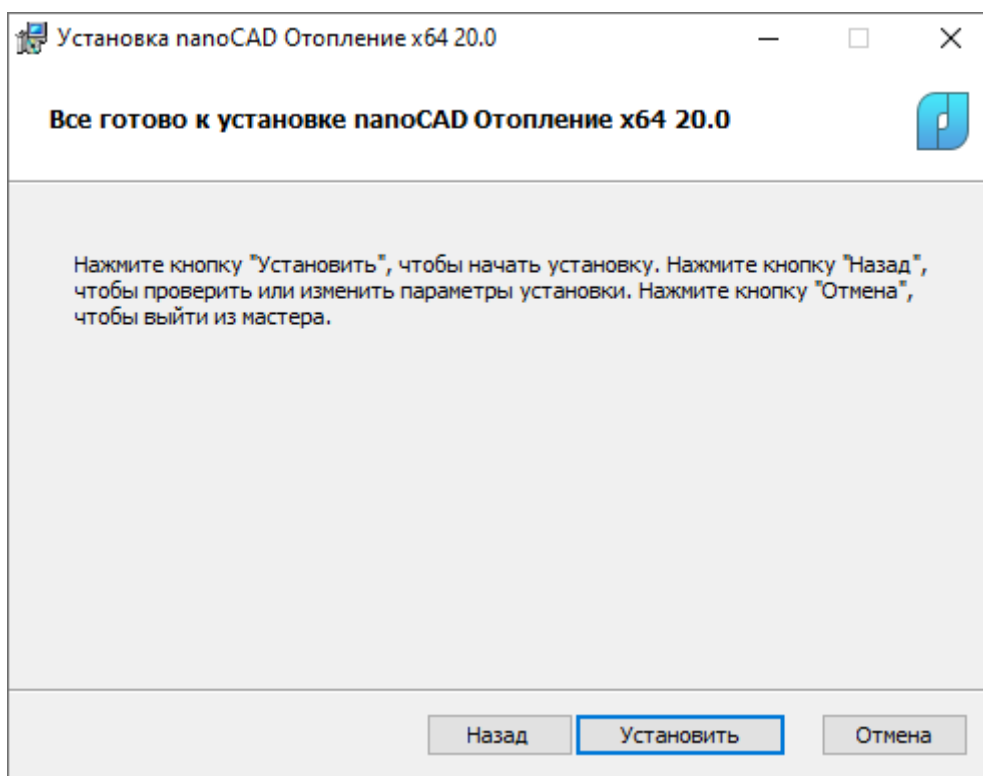 Установка nanoCAD Отопление x64 20.0
Все готово к установке nanoCAD Отопление x64 20.0
Нажмите кнопку "Установить", чтобы начать установку. Нажмите кнопку "Назад",
чтобы проверить или изменить параметры установки. Нажмите кнопку "Отмена",
чтобы выйти из мастера.
Назад Установить Отмена